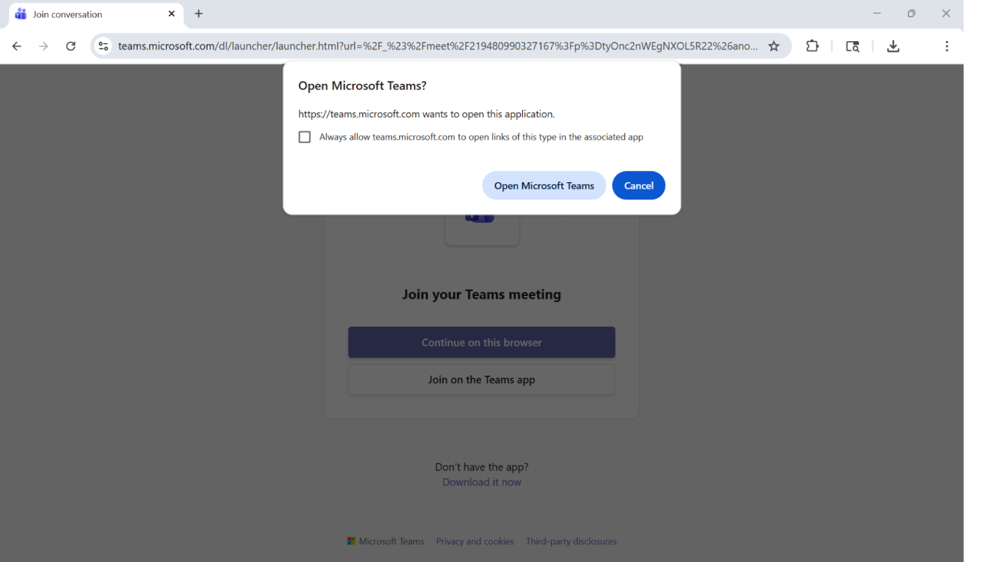 Join conversation
teams.microsoft.com/dl/launcher/launcher.html?url=%2F_%23%2Fmeet%2F219480990327167%3Fp%3DtyOnc2nWEgNXOL5R22%26ano...
Open Microsoft Teams?
https://teams.microsoft.com wants to open this application.
Always allow teams.microsoft.com to open links of this type in the associated app
Open Microsoft Teams Cancel
Join your Teams meeting
Continue on this browser
Join on the Teams app
Don't have the app?
Download it now
Microsoft Teams Privacy and cookies Third-party disclosures